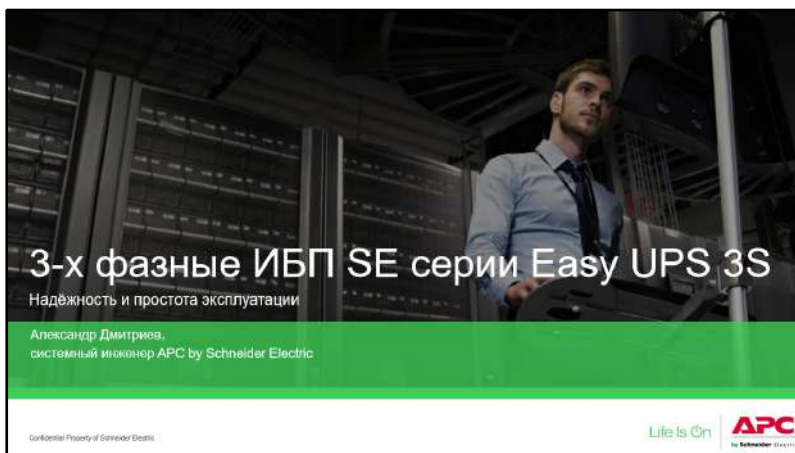 3-х фазные ИБП SE серии Easy UPS 3S
Надёжность и простота эксплуатации
Александр Дмитриев,
системный инженер APC by Schneider Electric
Confidential Property of Schneider Electric
Life Is On
APC
by Schneider Electric